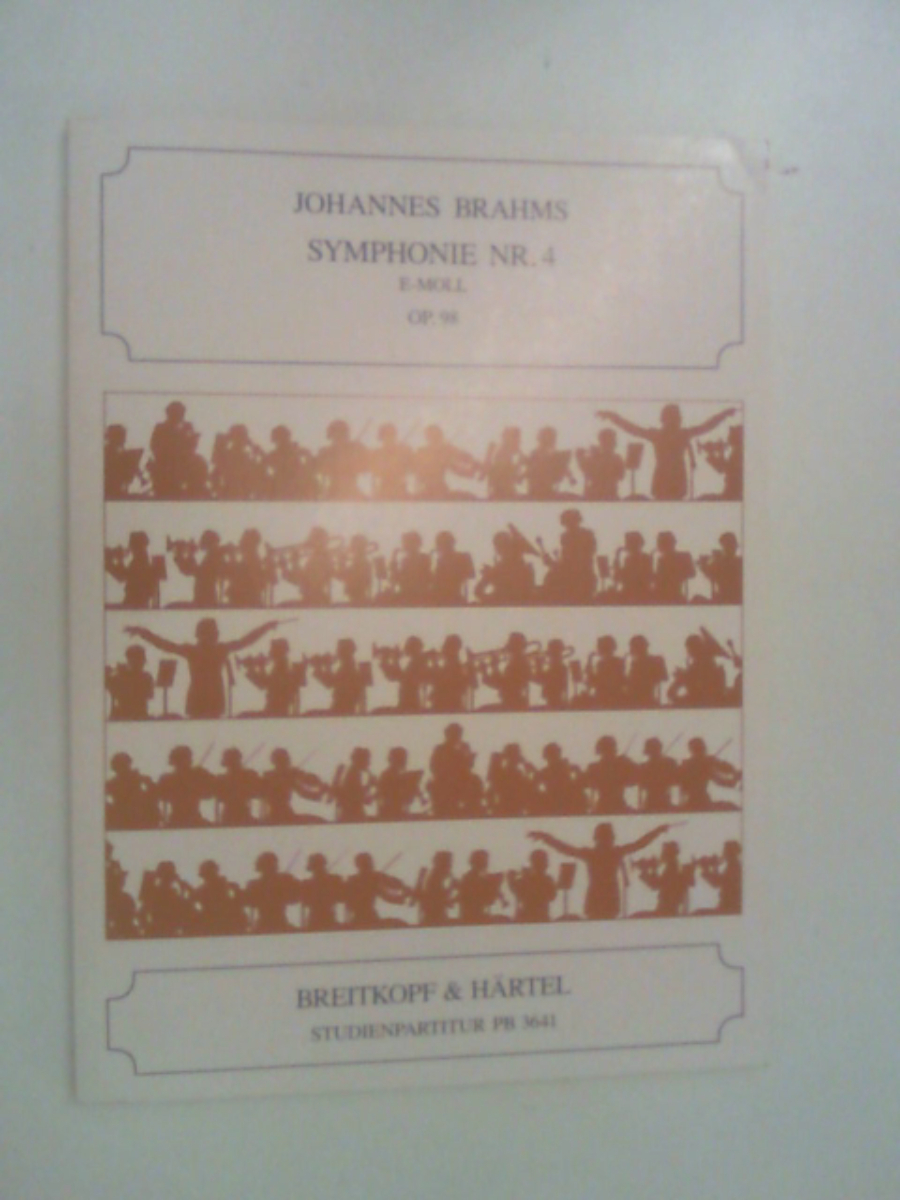 JOHANNES BRAHMS
SYMPHONIE NR. 4
E-MOLL
OP. 98
BREITKOPF & HÄRTEL
STUDIENPARTITUR PB 3641